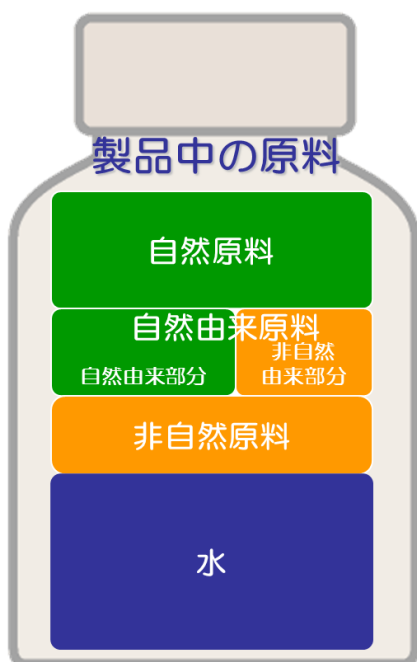 製品中の原料
自然原料
自然由来原料
自然由来部分
非自然
由来部分
非自然原料
水